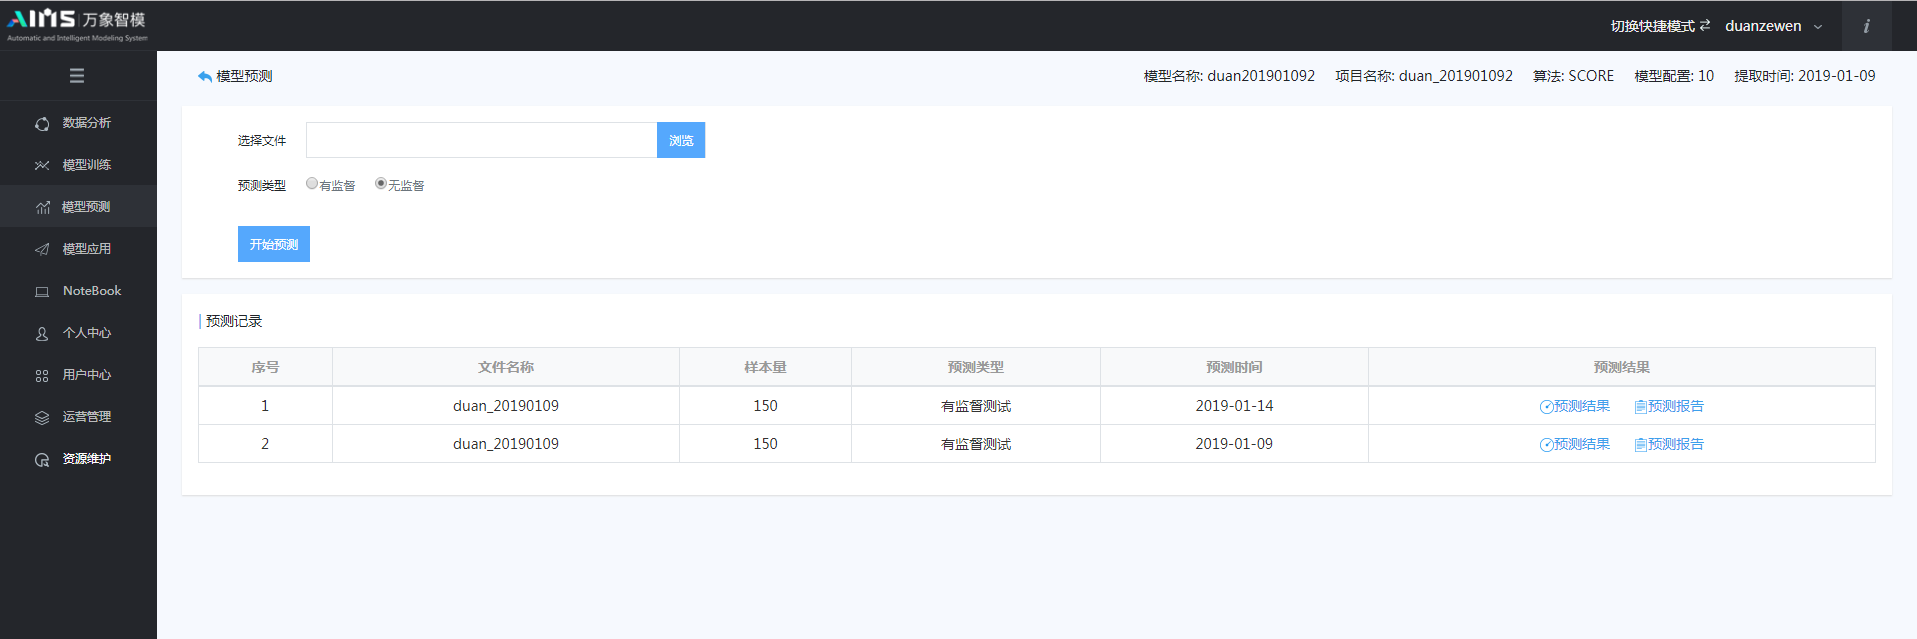 AIMS 万象智模
Automatic and Intelligent Modeling System
切换快捷模式 duanzewen i
模型预测 模型名称: duan201901092 项目名称: duan_201901092 算法: SCORE 模型配置: 10 提取时间: 2019-01-09
数据分析
模型训练
模型预测
模型应用
NoteBook
个人中心
用户中心
运营管理
资源维护
选择文件 浏览
预测类型 有监督 无监督
开始预测
预测记录
序号 文件名称 样本量 预测类型 预测时间 预测结果
1 duan_20190109 150 有监督测试 2019-01-14 预测结果 预测报告
2 duan_20190109 150 有监督测试 2019-01-09 预测结果 预测报告